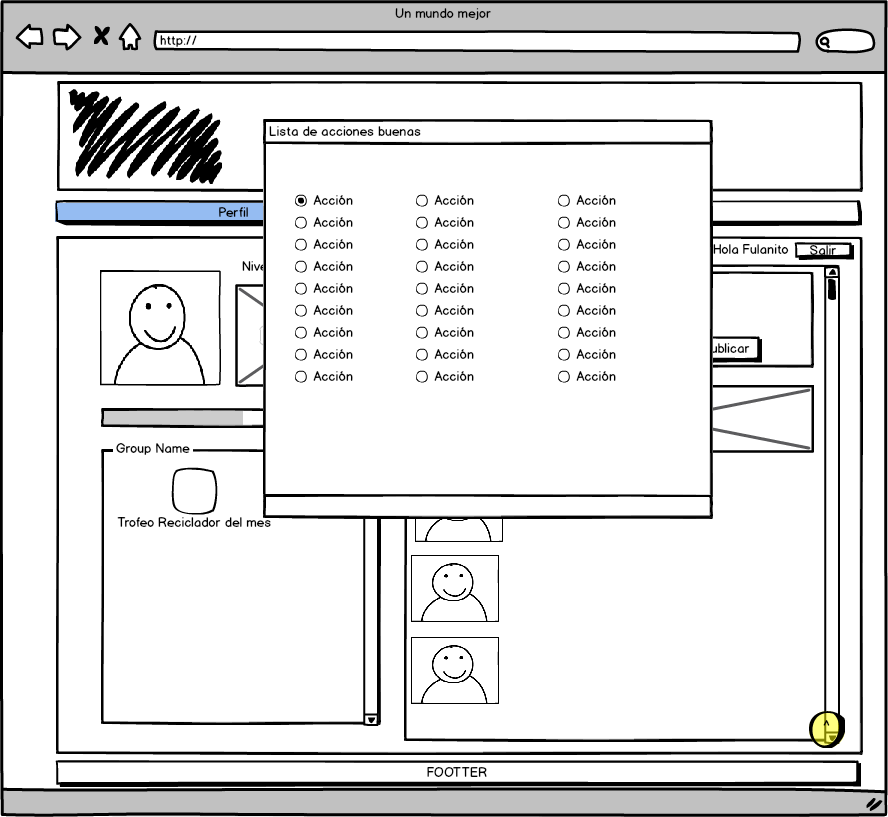 Un mundo mejor
http://
Lista de acciones buenas
Acción Acción Acción
Acción Acción Acción
Acción Acción Acción
Acción Acción Acción
Acción Acción Acción
Acción Acción Acción
Acción Acción Acción
Acción Acción Acción
Acción Acción Acción
Perfil
Hola Fulanito Salir
Nive
ublicar
Group Name
Trofeo Reciclador del mes
FOOTTER